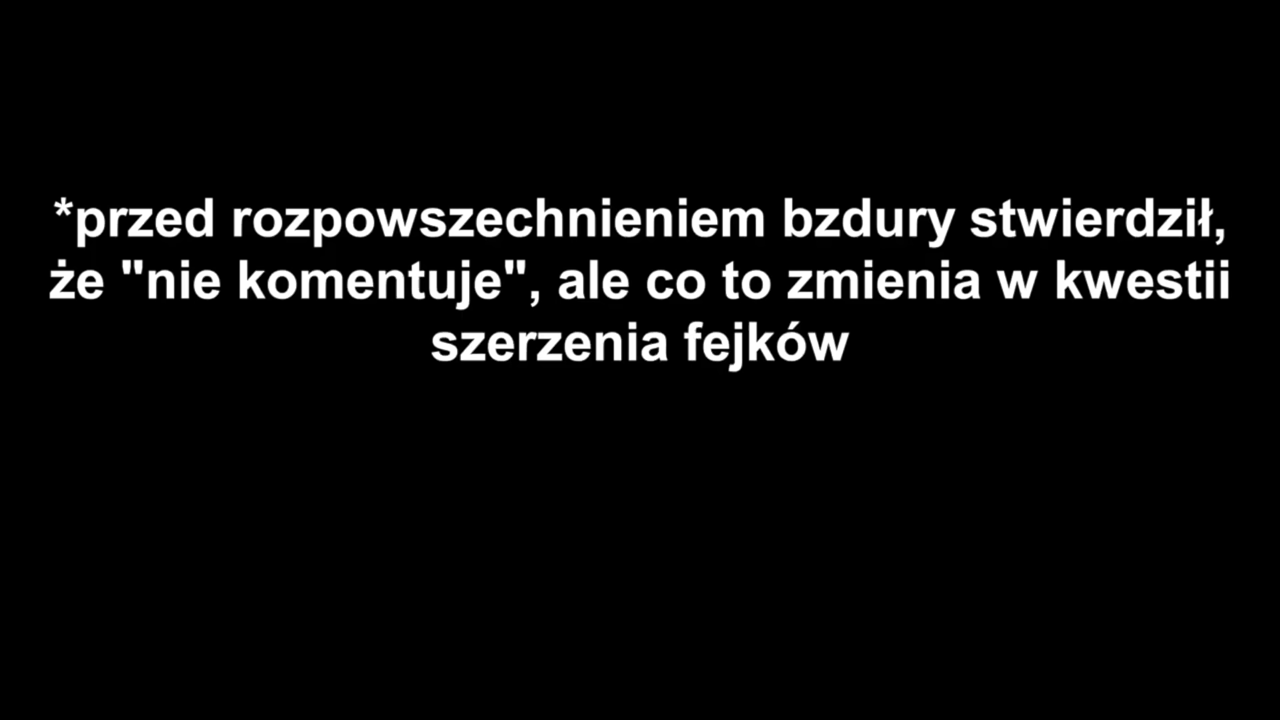 *przed rozpowszechnieniem bzdury stwierdził,
że "nie komentuje", ale co to zmienia w kwestii
szerzenia fejków